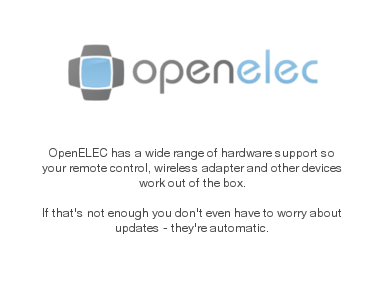 openelec
OpenELEC has a wide range of hardware support so
your remote control, wireless adapter and other devices
work out of the box.
If that's not enough you don't even have to worry about
updates - they're automatic.